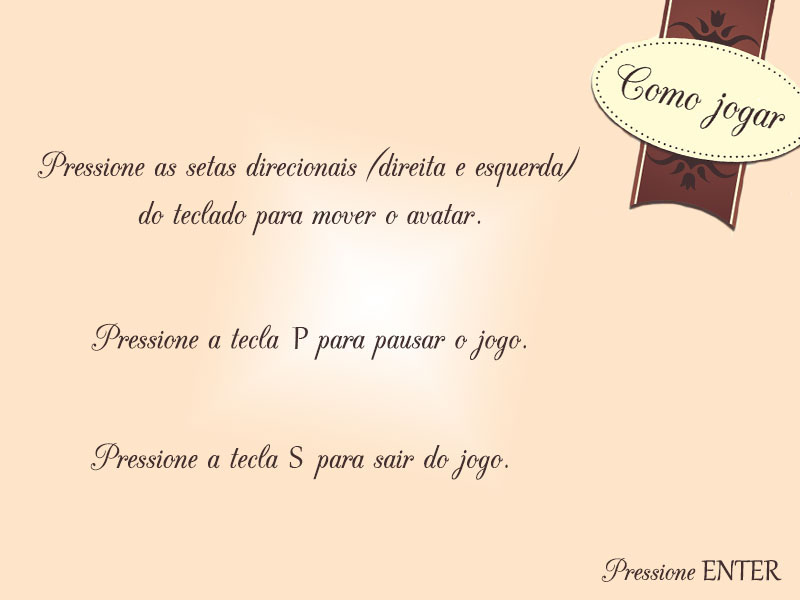 Como jogar
Pressione as setas direcionais (direita e esquerda)
do teclado para mover o avatar.
Pressione a tecla P para pausar o jogo.
Pressione a tecla S para sair do jogo.
Pressione ENTER